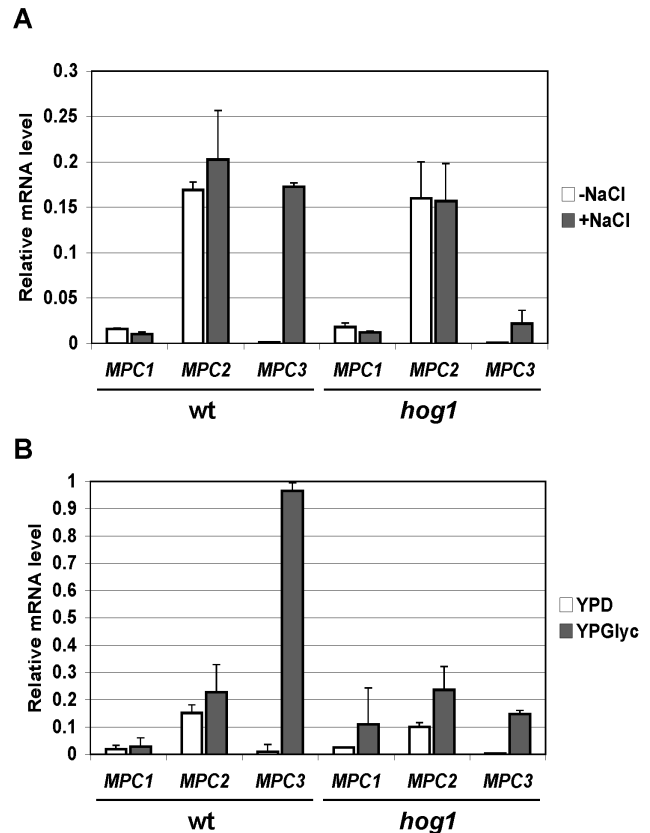 A
0.3
0.25
0.2
0.15
0.1
0.05
0
Relative mRNA level
-NaCl
+NaCl
MPC1 MPC2 MPC3 MPC1 MPC2 MPC3
wt hog1
B
1
0.9
0.8
0.7
0.6
0.5
0.4
0.3
0.2
0.1
0
Relative mRNA level
YPD
YPGlyc
MPC1 MPC2 MPC3 MPC1 MPC2 MPC3
wt hog1